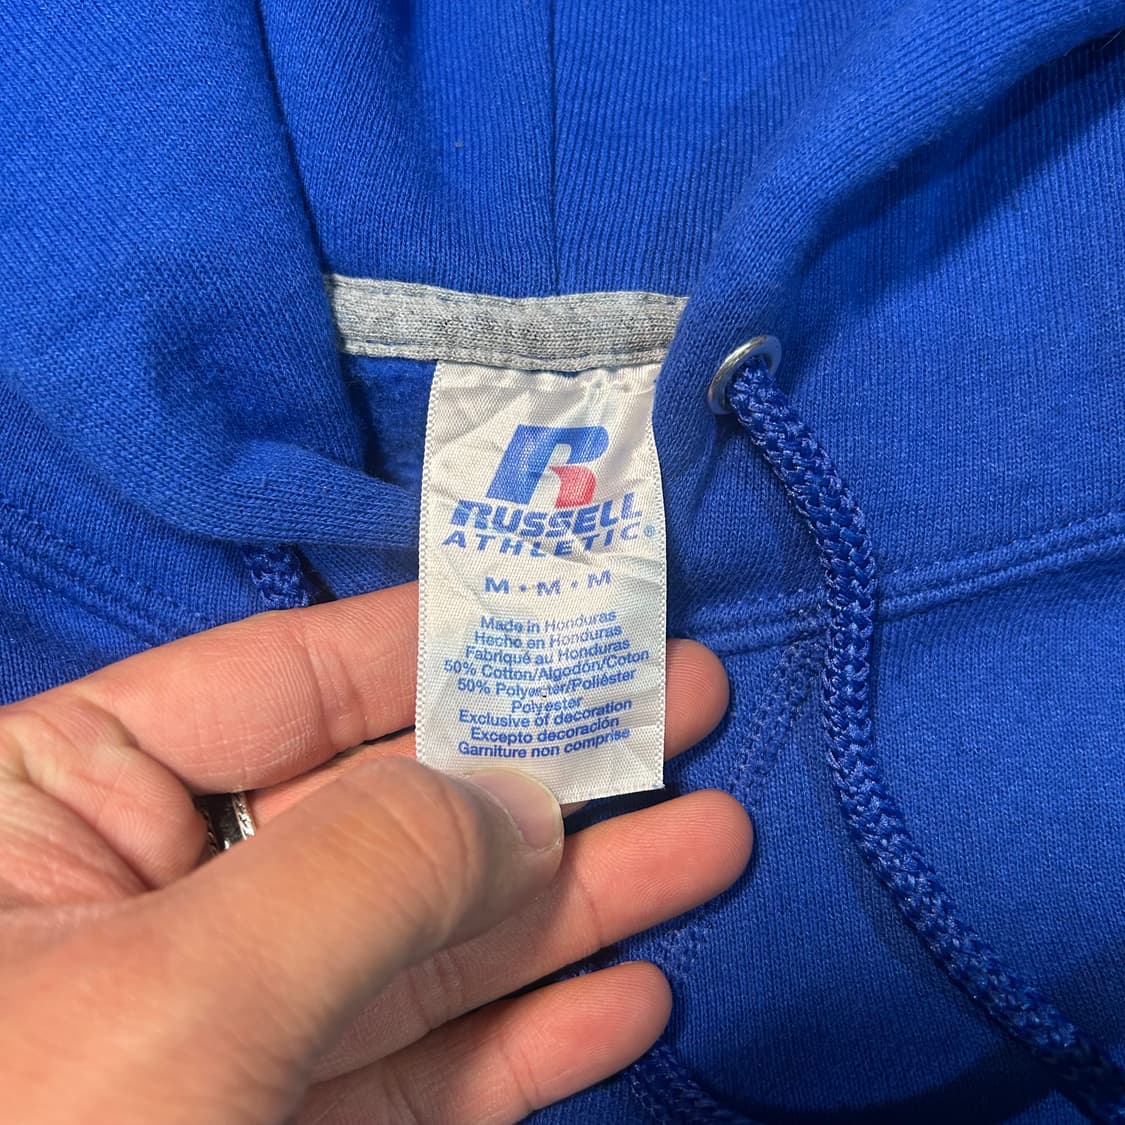 R
RUSSELL
ATHLETIC®
M • M • M
Made in Honduras
Hecho en Honduras
Fabriqué au Honduras
50% Cotton/Algodón/Coton
50% Polyester/Poliéster
Polyester
Exclusive of decoration
Excepto decoración
Garniture non comprise